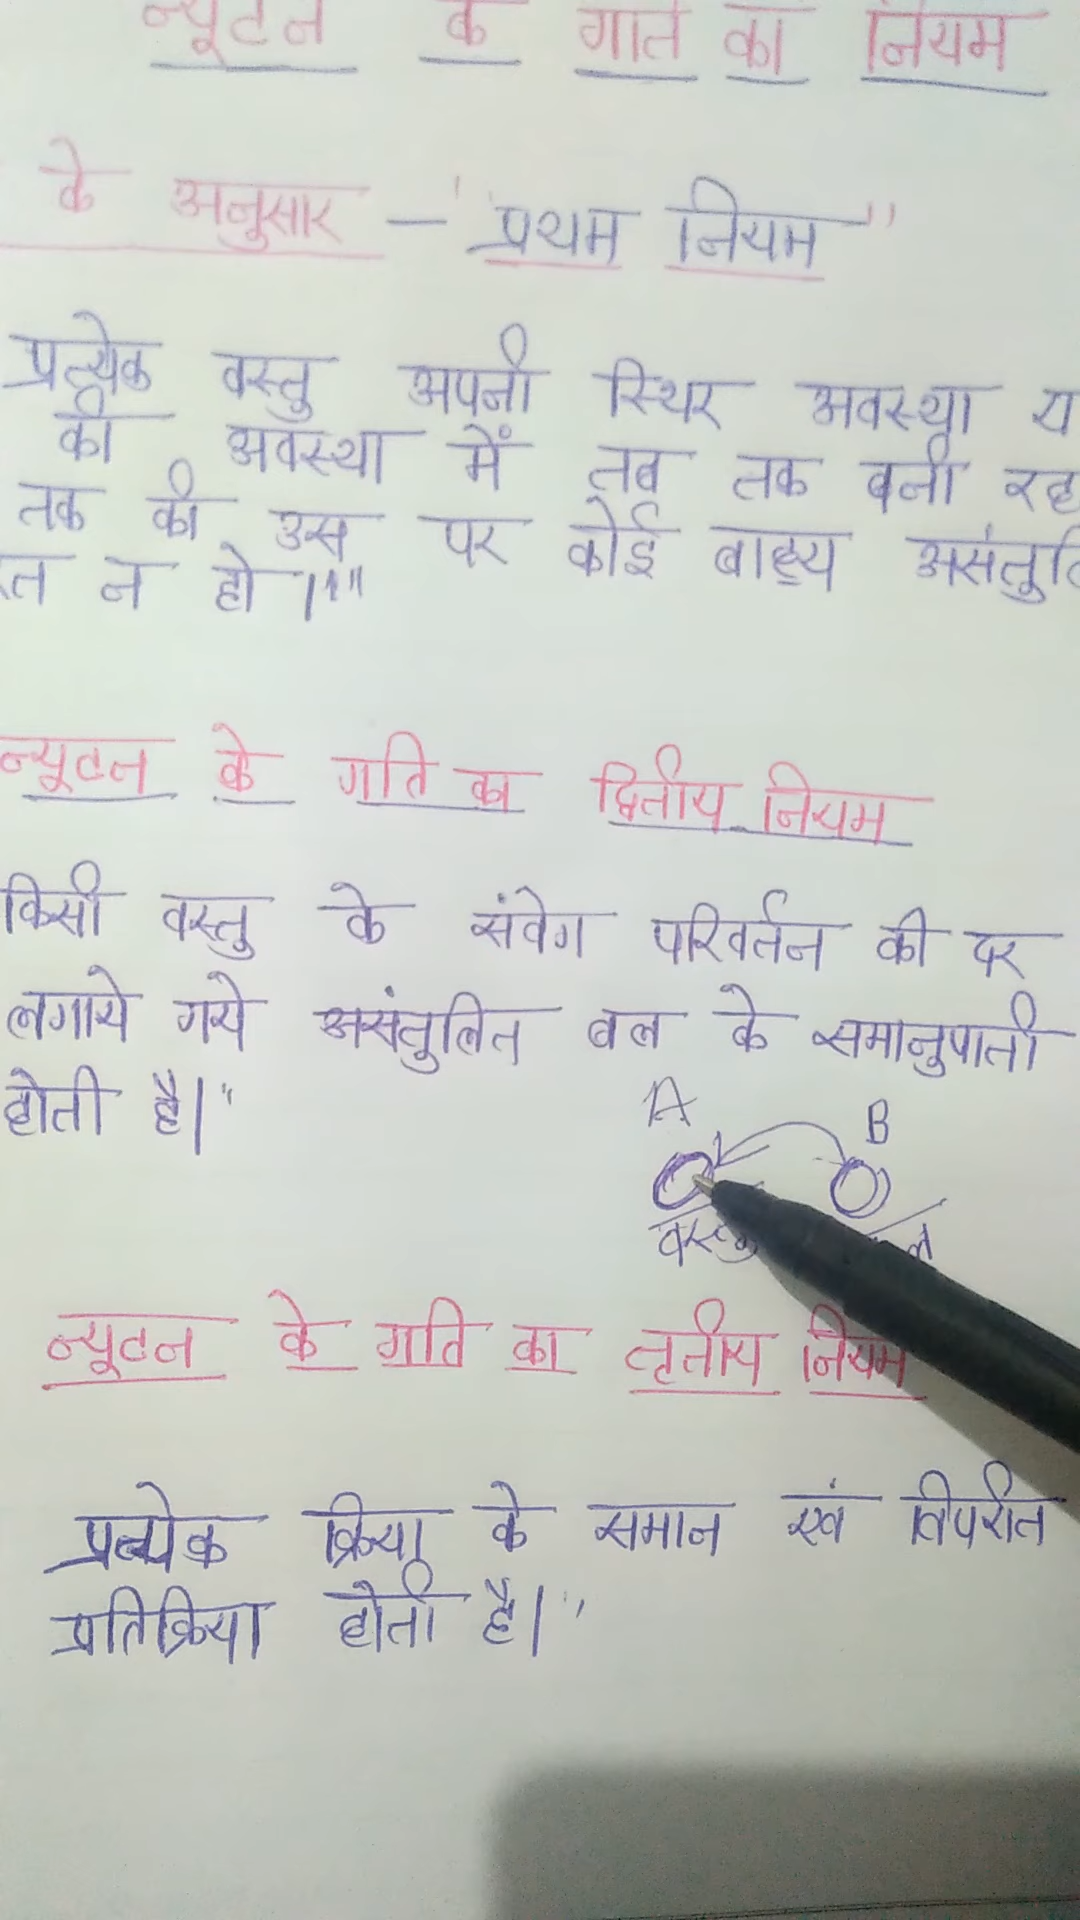 न्यूटन के गति का नियम
के अनुसार - "प्रथम नियम"
प्रत्येक वस्तु अपनी स्थिर अवस्था य
की अवस्था में तब तक बनी रह
तक की उस पर कोई बाह्य असंतुलि
रत न हो।"
न्यूटन के गति का द्वितीय नियम
किसी वस्तु के संवेग परिवर्तन की दर
लगाये गये असंतुलित बल के समानुपाती
होती है।"
A B
वस्तु
न्यूटन के गति का तृतीय नियम
प्रत्येक क्रिया के समान एवं विपरीत
प्रतिक्रिया होती है।"